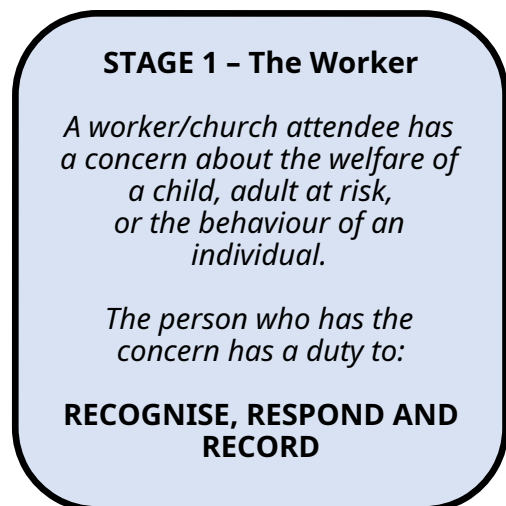 STAGE 1 – The Worker
A worker/church attendee has
a concern about the welfare of
a child, adult at risk,
or the behaviour of an
individual.
The person who has the
concern has a duty to:
RECOGNISE, RESPOND AND
RECORD